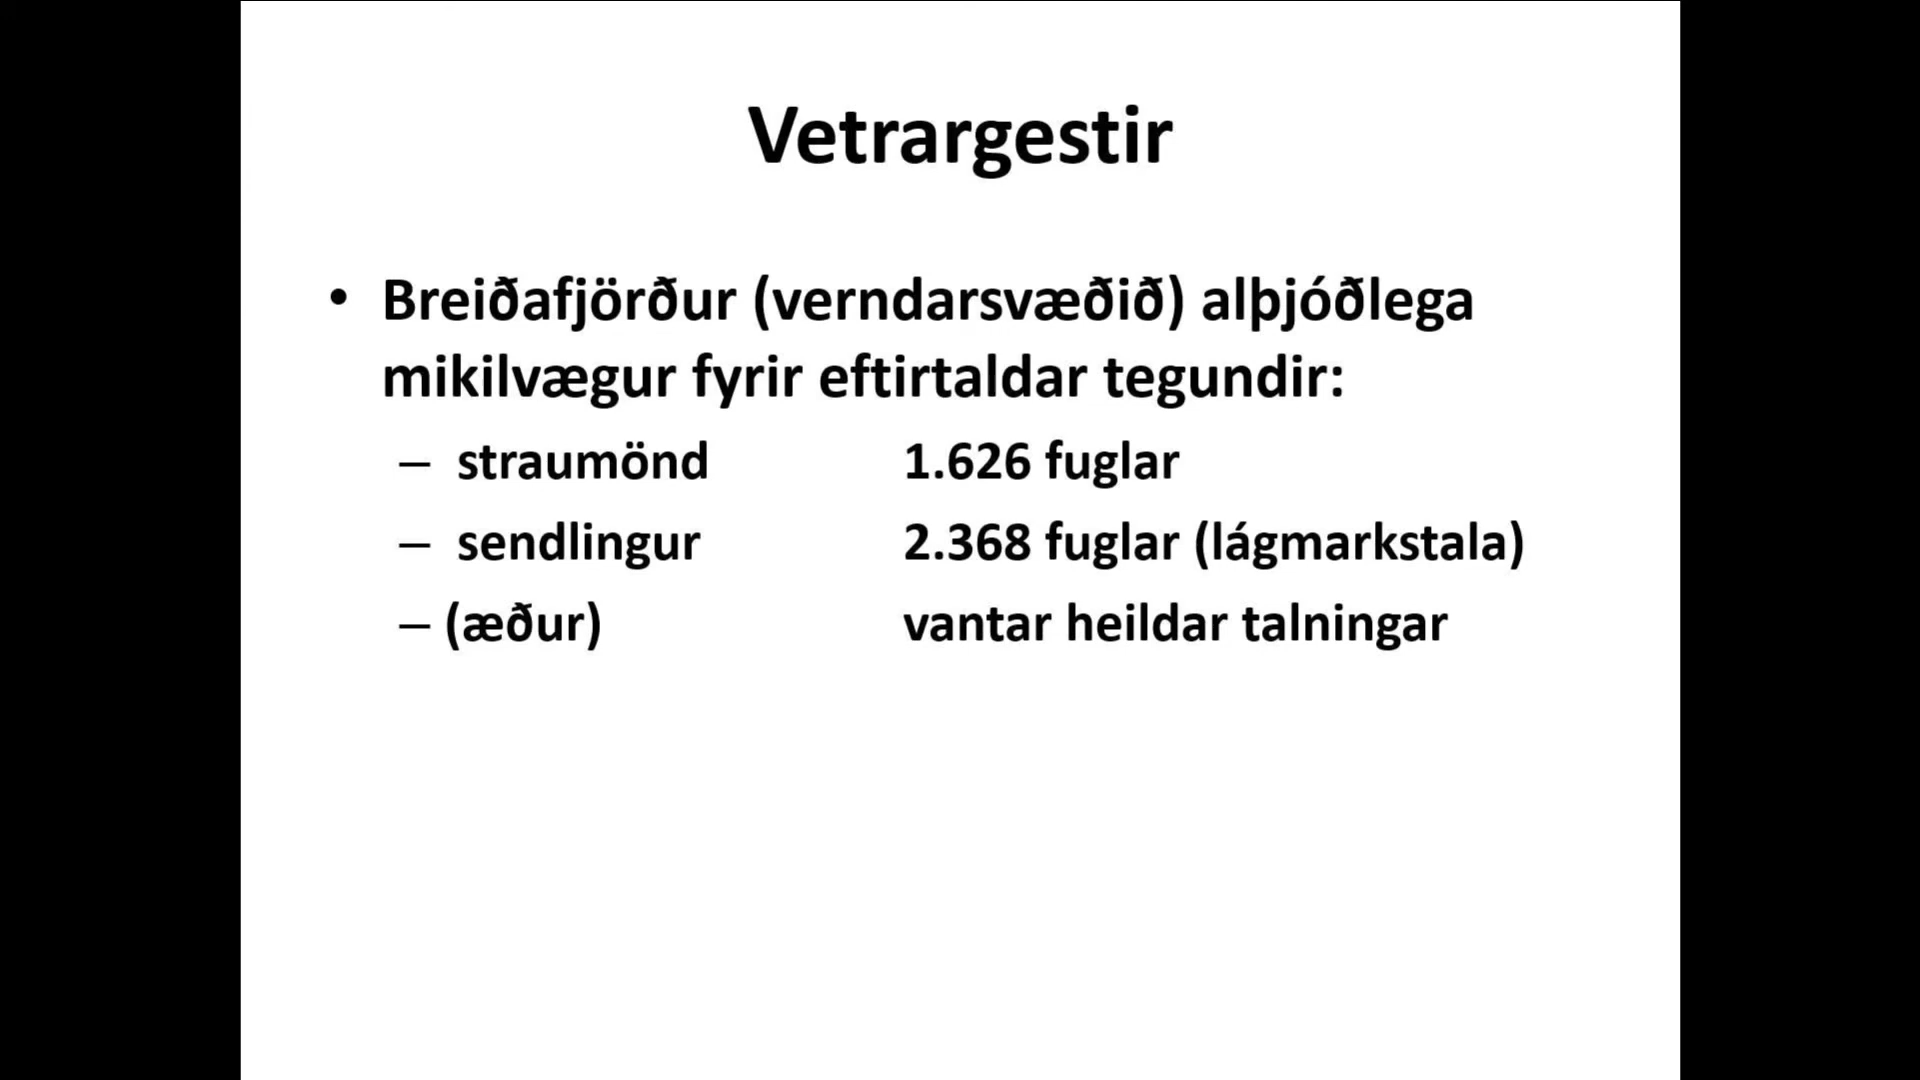 Vetrargestir
• Breiðafjörður (verndarsvæðið) alþjóðlega
mikilvægur fyrir eftirtaldar tegundir:
– straumönd 1.626 fuglar
– sendlingur 2.368 fuglar (lágmarkstala)
– (æður) vantar heildar talningar